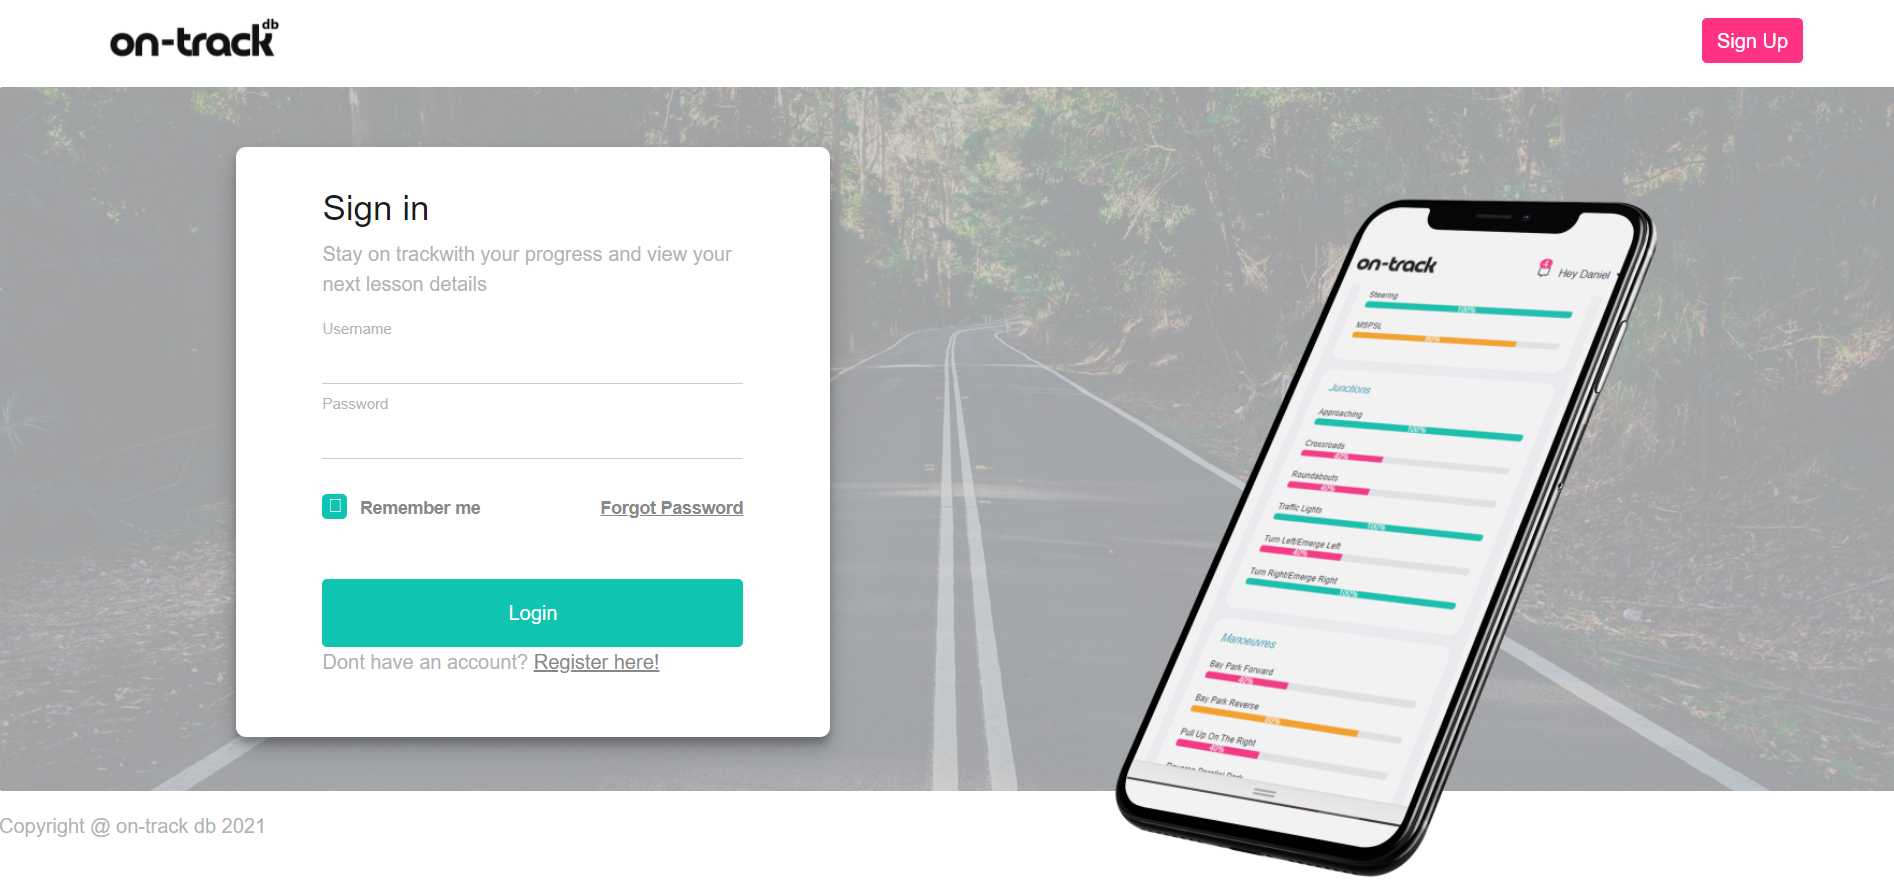 on-track db
Sign Up
Sign in
Stay on trackwith your progress and view your
next lesson details
Username
Password
Remember me
Forgot Password
Login
Dont have an account? Register here!
on-track
4
Hey Daniel
Steering
100%
MSPSL
80%
Junctions
Approaching
100%
Crossroads
40%
Roundabouts
40%
Traffic Lights
100%
Turn Left/Emerge Left
40%
Turn Right/Emerge Right
100%
Manoeuvres
Bay Park Forward
40%
Bay Park Reverse
80%
Pull Up On The Right
40%
Reverse Parallel Park
Copyright @ on-track db 2021